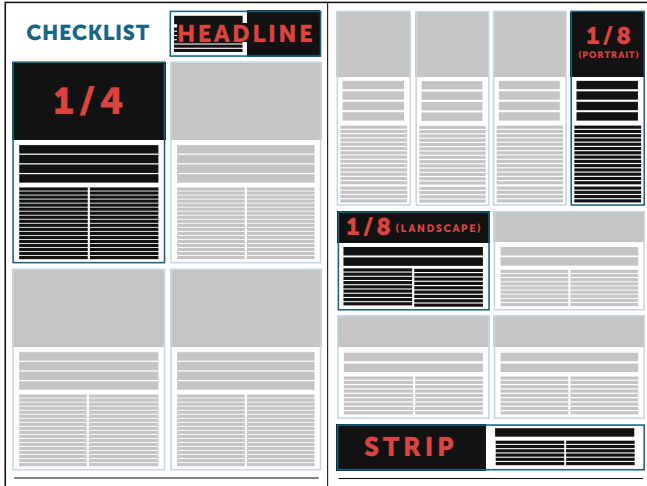 CHECKLIST
HEADLINE
1/4
1/8
(PORTRAIT)
1/8 (LANDSCAPE)
STRIP